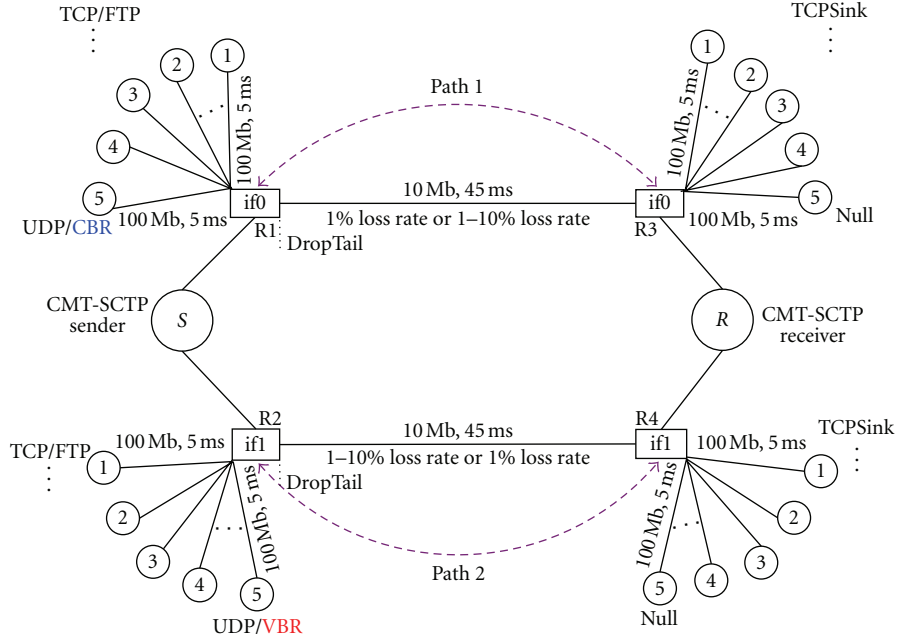 TCP/FTP
TCPSink
1
2
3
4
5
100 Mb, 5 ms
100 Mb, 5 ms
UDP/CBR
if0
R1
DropTail
Path 1
10 Mb, 45 ms
1% loss rate or 1–10% loss rate
1
2
3
4
5
100 Mb, 5 ms
100 Mb, 5 ms
Null
if0
R3
CMT-SCTP
sender
S
R
CMT-SCTP
receiver
R2
if1
DropTail
TCP/FTP
100 Mb, 5 ms
100 Mb, 5 ms
1
2
3
4
5
UDP/VBR
10 Mb, 45 ms
1–10% loss rate or 1% loss rate
Path 2
R4
if1
TCPSink
100 Mb, 5 ms
100 Mb, 5 ms
1
2
3
4
5
Null